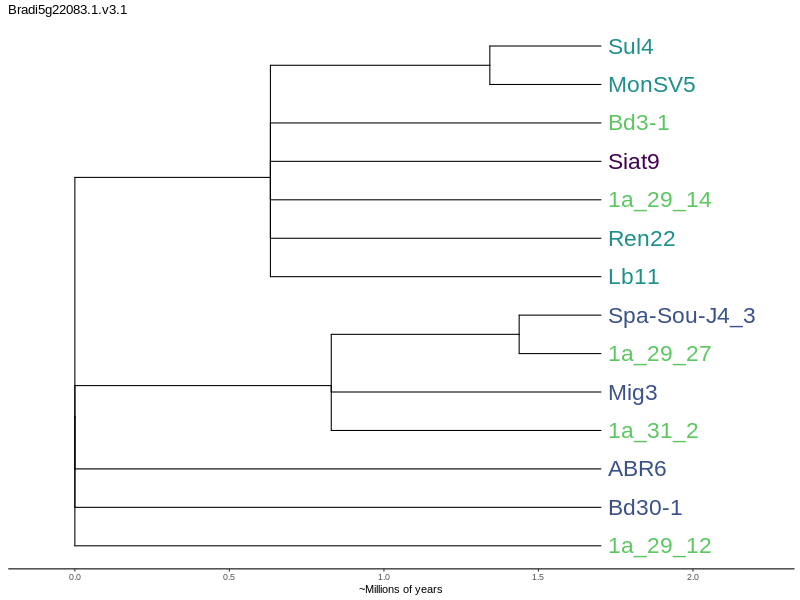 Bradi5g22083.1.v3.1
Sul4
MonSV5
Bd3-1
Siat9
1a_29_14
Ren22
Lb11
Spa-Sou-J4_3
1a_29_27
Mig3
1a_31_2
ABR6
Bd30-1
1a_29_12
0.0 0.5 1.0 1.5 2.0
~Millions of years